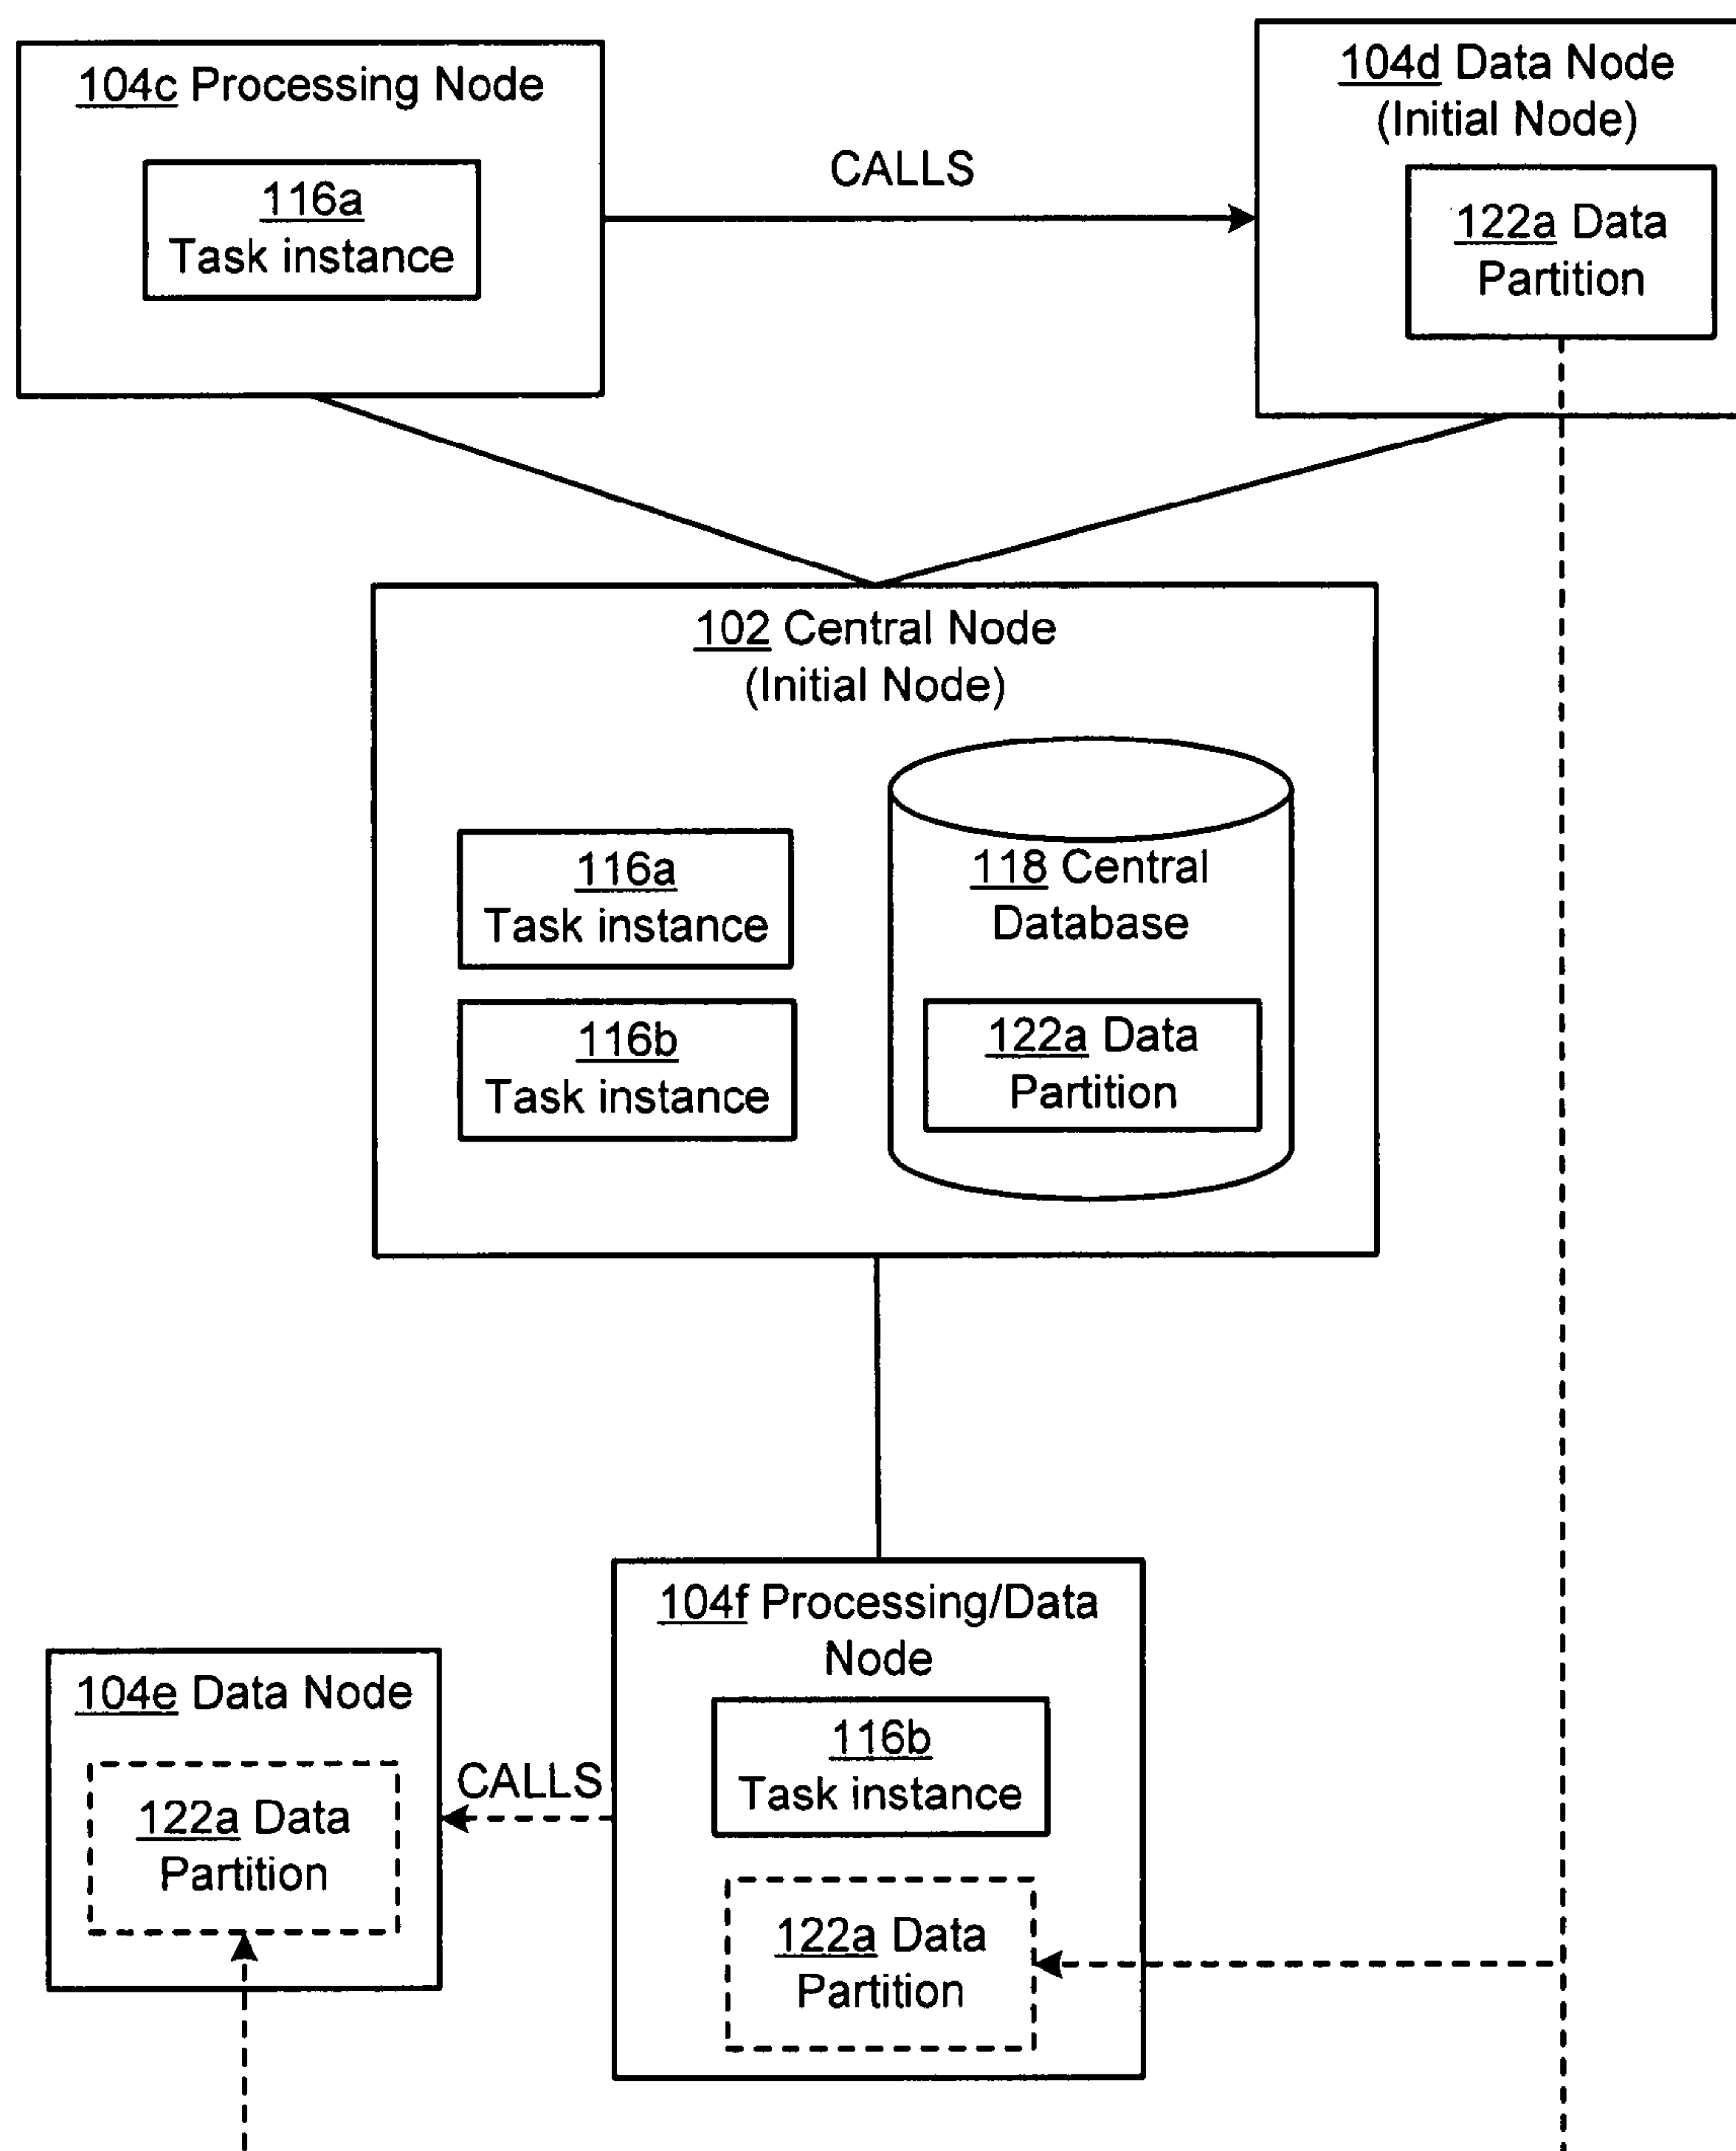 104c Processing Node
116a
Task instance
CALLS
104d Data Node
(Initial Node)
122a Data
Partition
102 Central Node
(Initial Node)
116a
Task instance
116b
Task instance
118 Central
Database
122a Data
Partition
104f Processing/Data
Node
116b
Task instance
122a Data
Partition
CALLS
104e Data Node
122a Data
Partition